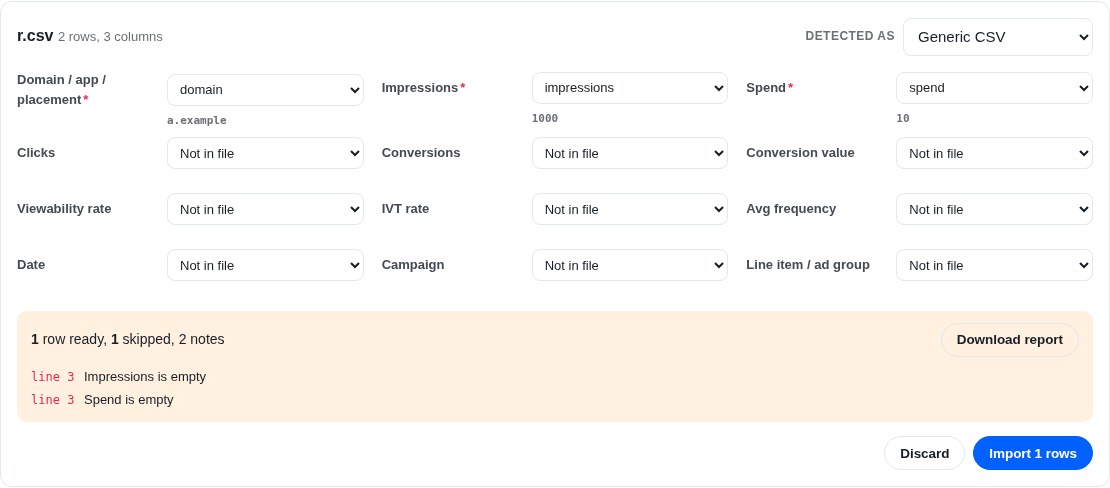 r.csv 2 rows, 3 columns DETECTED AS Generic CSV
Domain / app / placement* domain Impressions* impressions Spend* spend
a.example 1000 10
Clicks Not in file Conversions Not in file Conversion value Not in file
Viewability rate Not in file IVT rate Not in file Avg frequency Not in file
Date Not in file Campaign Not in file Line item / ad group Not in file
1 row ready, 1 skipped, 2 notes Download report
line 3 Impressions is empty
line 3 Spend is empty
Discard Import 1 rows